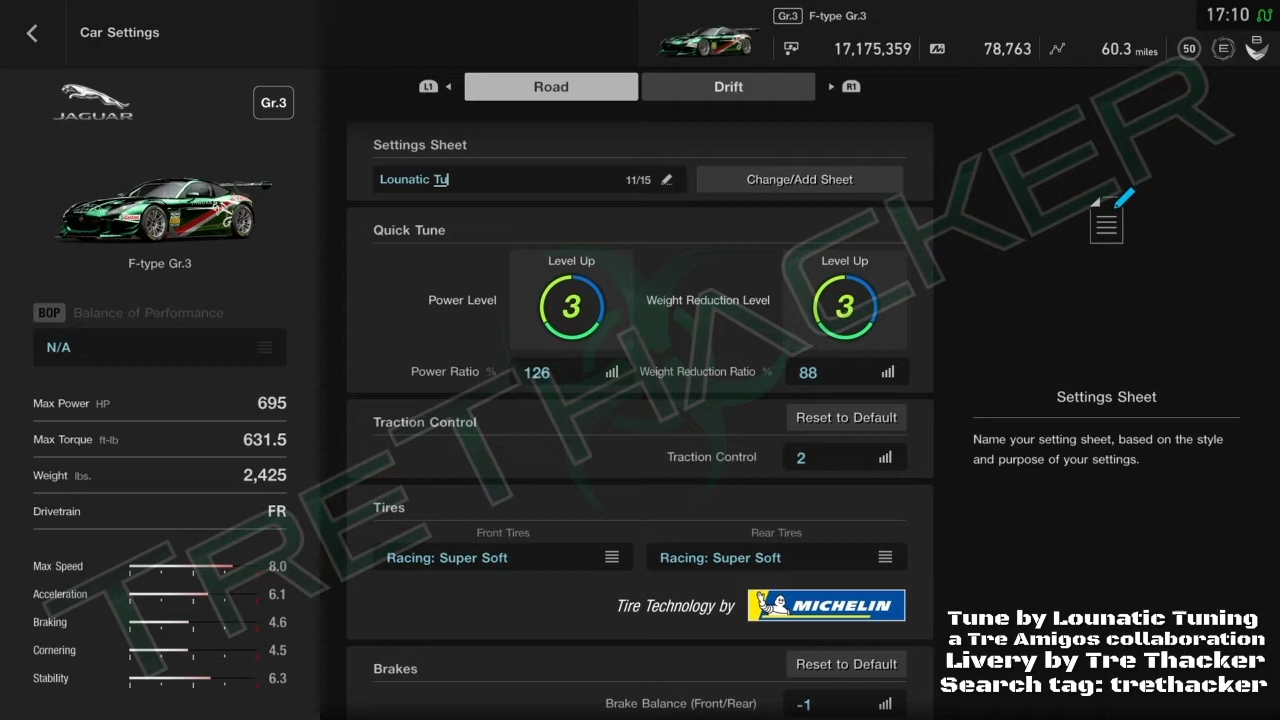 17:10
Car Settings
Gr.3 F-type Gr.3
17,175,359 78,763 60.3 miles 50 E B
JAGUAR
Gr.3
F-type Gr.3
BOP Balance of Performance
N/A
Max Power HP 695
Max Torque ft-lb 631.5
Weight lbs. 2,425
Drivetrain FR
Max Speed 8.0
Acceleration 6.1
Braking 4.6
Cornering 4.5
Stability 6.3
L1 Road Drift R1
Settings Sheet
Lounatic Tu 11/15 Change/Add Sheet
Quick Tune
Level Up Level Up
Power Level 3 Weight Reduction Level 3
Power Ratio % 126 Weight Reduction Ratio % 88
Traction Control Reset to Default
Traction Control 2
Tires
Front Tires Rear Tires
Racing: Super Soft Racing: Super Soft
Tire Technology by MICHELIN
Brakes Reset to Default
Brake Balance (Front/Rear) -1
Settings Sheet
Name your setting sheet, based on the style
and purpose of your settings.
TRETHACKER
Tune by Lounatic Tuning
a Tre Amigos collaboration
Livery by Tre Thacker
Search tag: trethacker